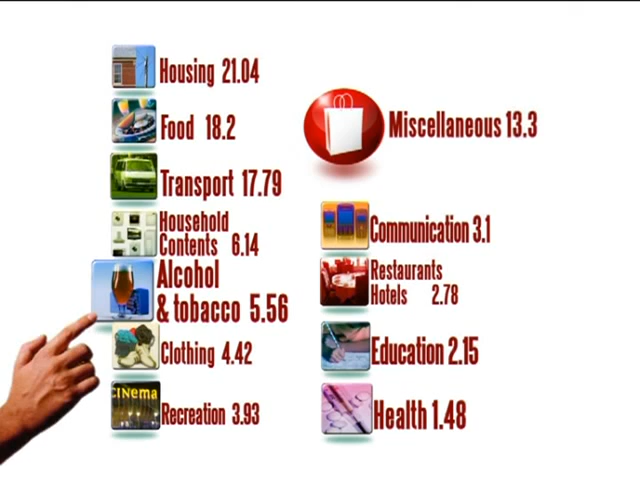 Housing 21.04
Food 18.2
Transport 17.79
Household
Contents 6.14
Alcohol
& tobacco 5.56
Clothing 4.42
CINema
Recreation 3.93
Miscellaneous 13.3
Communication 3.1
Restaurants
Hotels 2.78
Education 2.15
Health 1.48